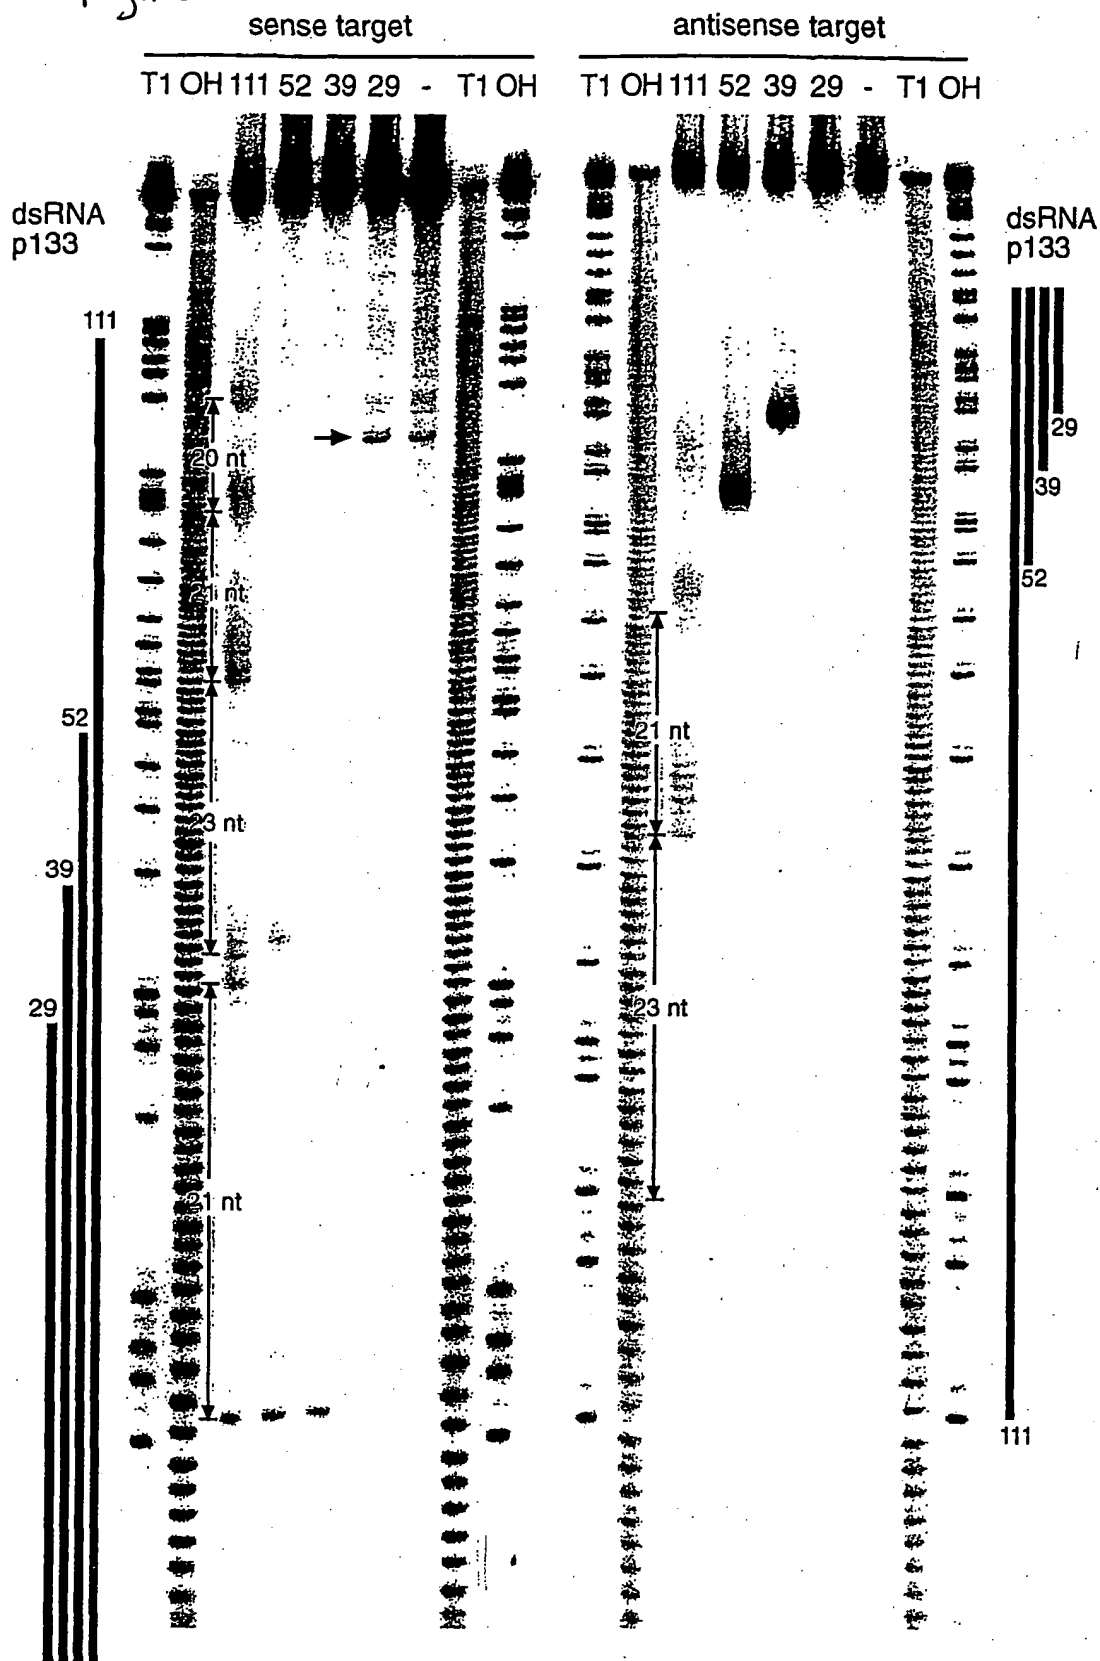 sense target
antisense target
T1 OH 111 52 39 29 - T1 OH
T1 OH 111 52 39 29 - T1 OH
dsRNA
p133
dsRNA
p133
111
20 nt
29
39
21 nt
52
52
21 nt
23 nt
39
29
23 nt
21 nt
111